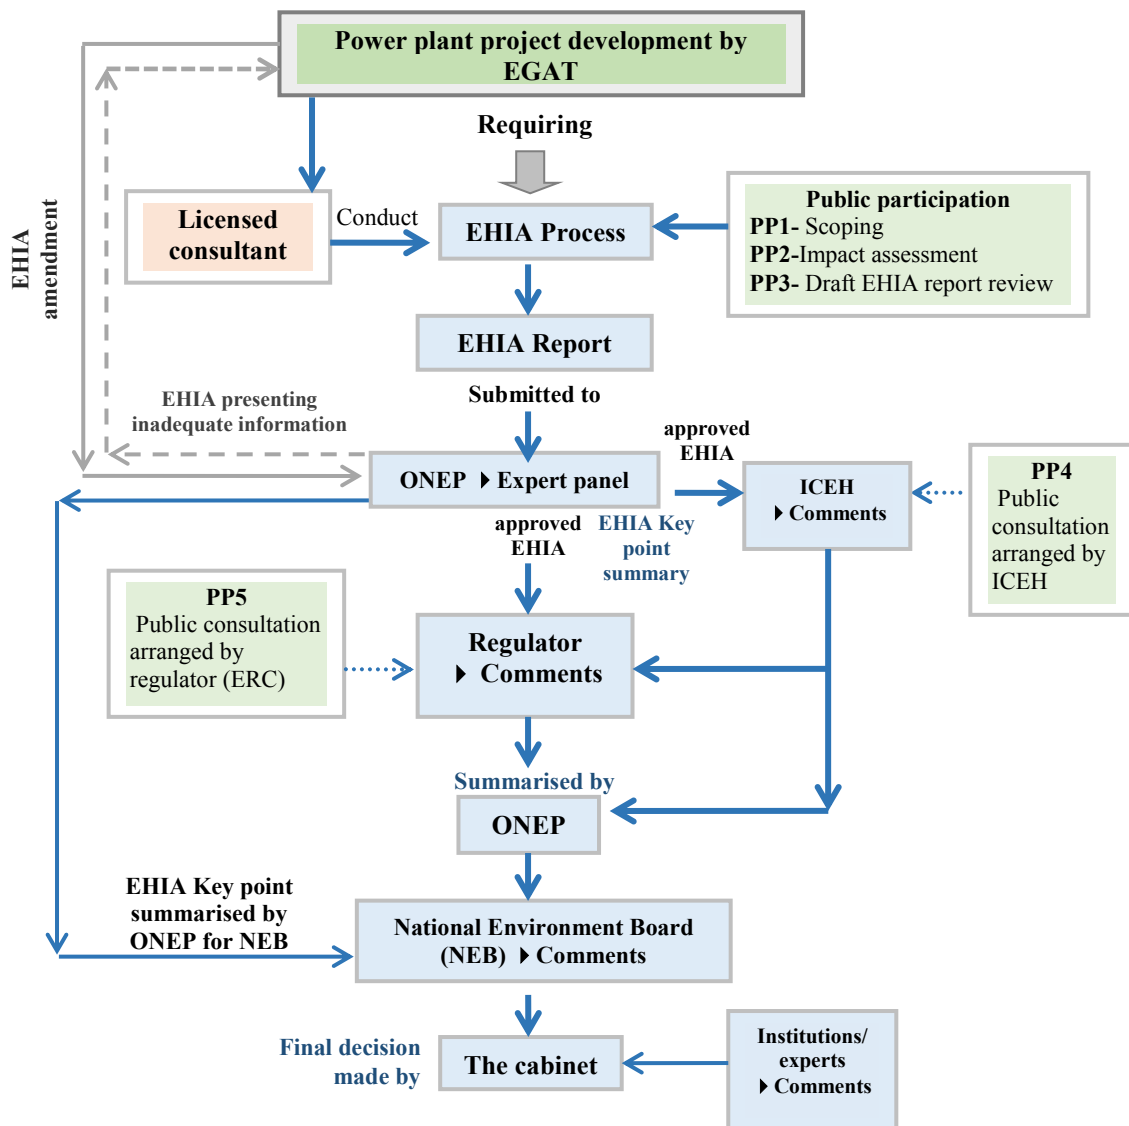 Power plant project development by
EGAT
Requiring
Licensed
consultant
Conduct
EHIA Process
Public participation
PP1- Scoping
PP2-Impact assessment
PP3- Draft EHIA report review
EHIA
amendment
EHIA Report
Submitted to
EHIA presenting
inadequate information
approved
EHIA
ONEP ▶ Expert panel
ICEH
▶ Comments
PP4
Public
consultation
arranged by
ICEH
approved
EHIA
EHIA Key
point
summary
PP5
Public consultation
arranged by
regulator (ERC)
Regulator
▶ Comments
Summarised by
ONEP
EHIA Key point
summarised by
ONEP for NEB
National Environment Board
(NEB) ▶ Comments
Final decision
made by
The cabinet
Institutions/
experts
▶ Comments